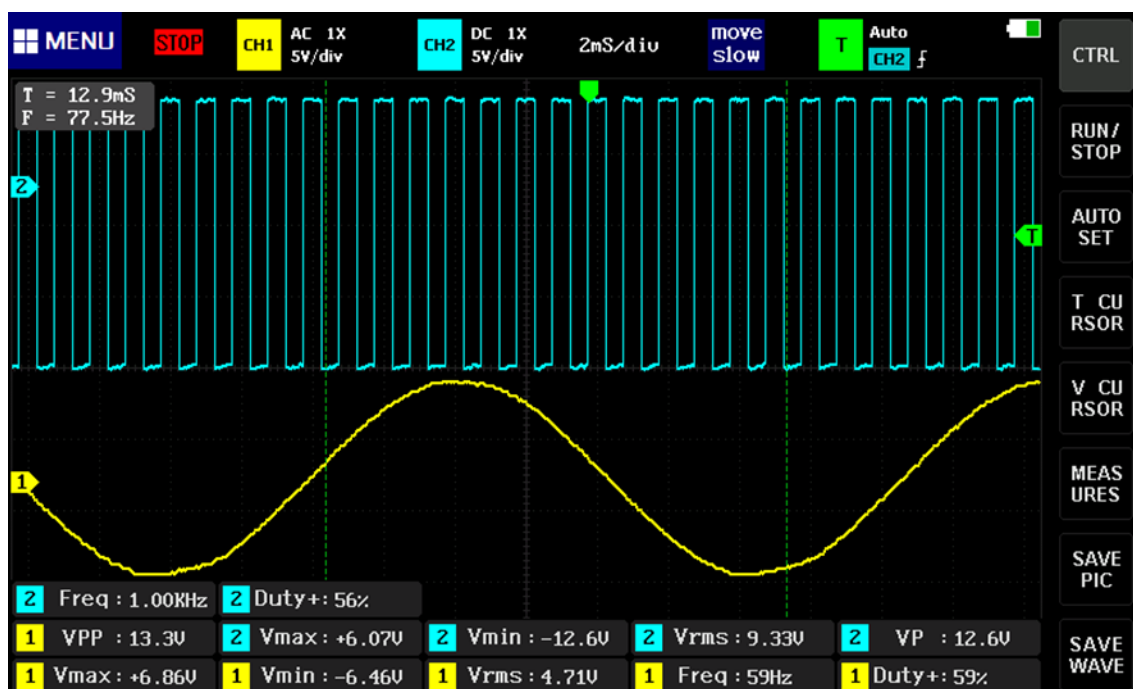 MENU STOP CH1 AC 1X CH2 DC 1X 2mS/div move T Auto CTRL
5V/div 5V/div slow CH2
T = 12.9mS
F = 77.5Hz
RUN/
STOP
2
AUTO
SET
T
T CU
RSOR
V CU
RSOR
1
MEAS
URES
SAVE
PIC
2 Freq : 1.00KHz 2 Duty+: 56%
1 VPP : 13.3V 2 Vmax: +6.07V 2 Vmin: -12.6V 2 Vrms: 9.33V 2 VP : 12.6V
SAVE
WAVE
1 Vmax: +6.86V 1 Vmin: -6.46V 1 Vrms: 4.71V 1 Freq : 59Hz 1 Duty+: 59%